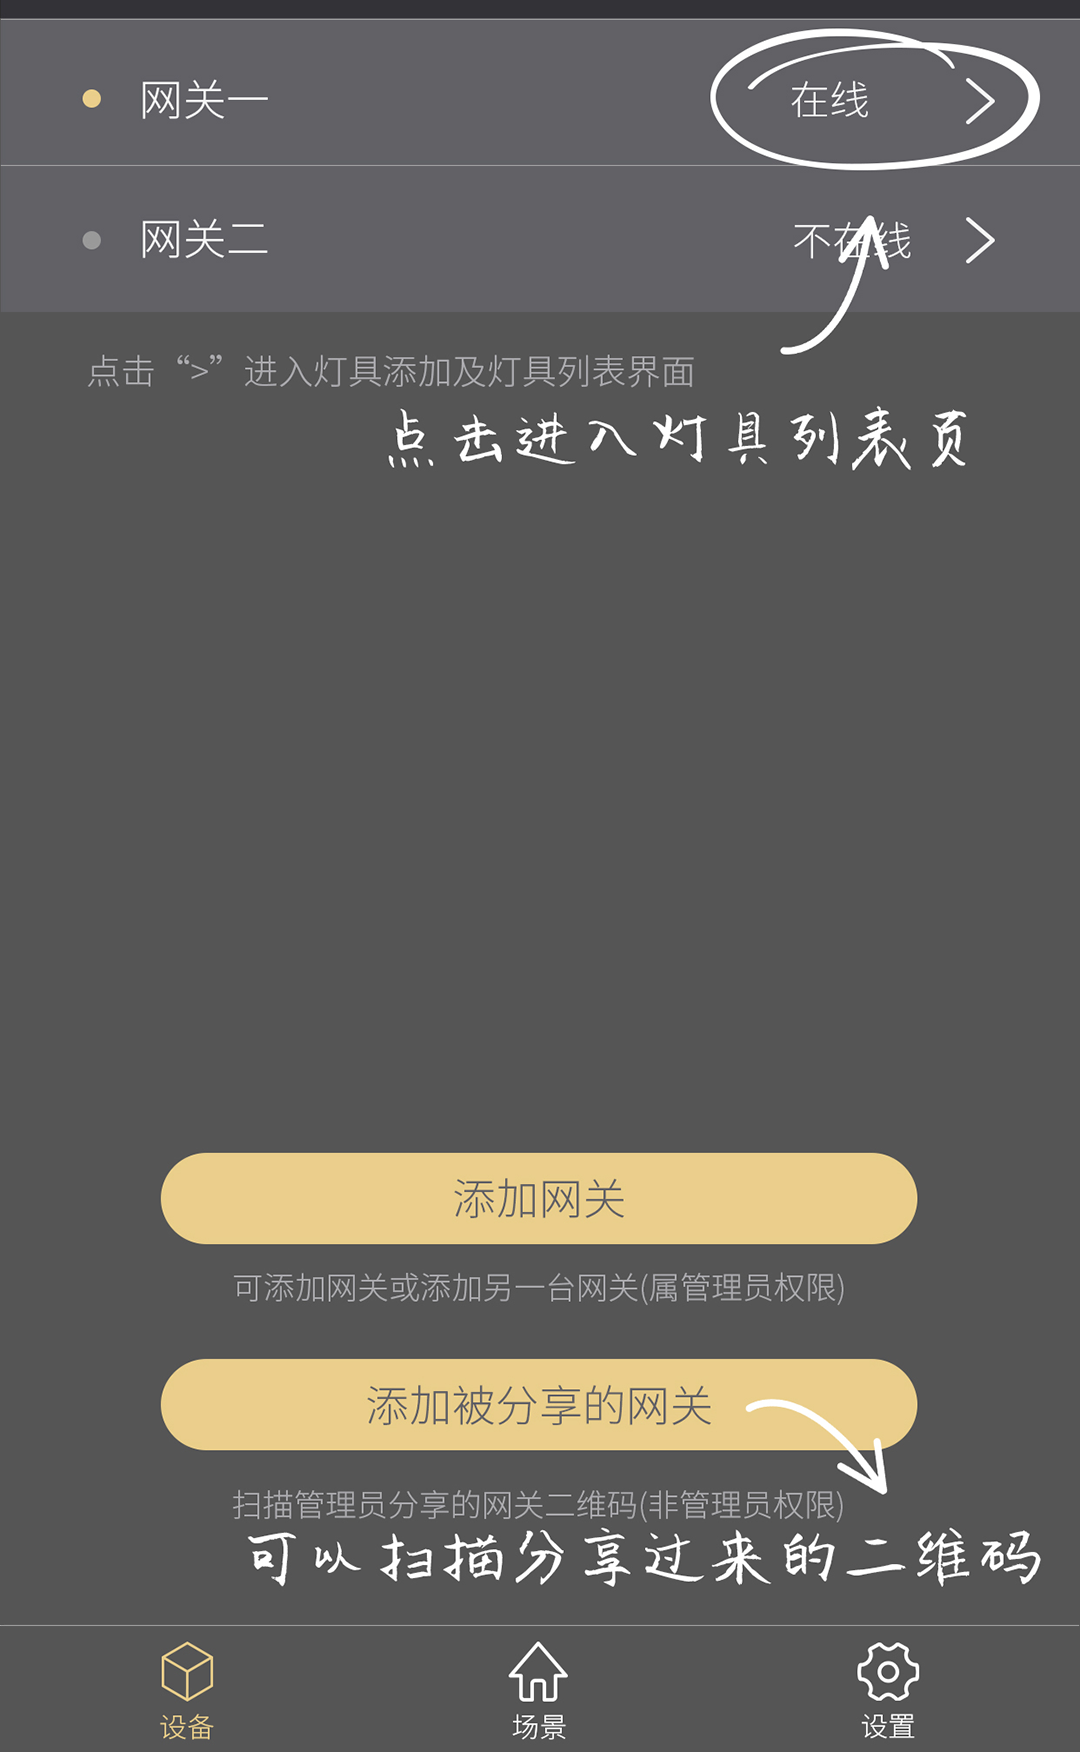 网关一 在线
网关二 不在线
点击“>”进入灯具添加及灯具列表界面
点击进入灯具列表页
添加网关
可添加网关或添加另一台网关(属管理员权限)
添加被分享的网关
扫描管理员分享的网关二维码(非管理员权限)
可以扫描分享过来的二维码
设备 场景 设置